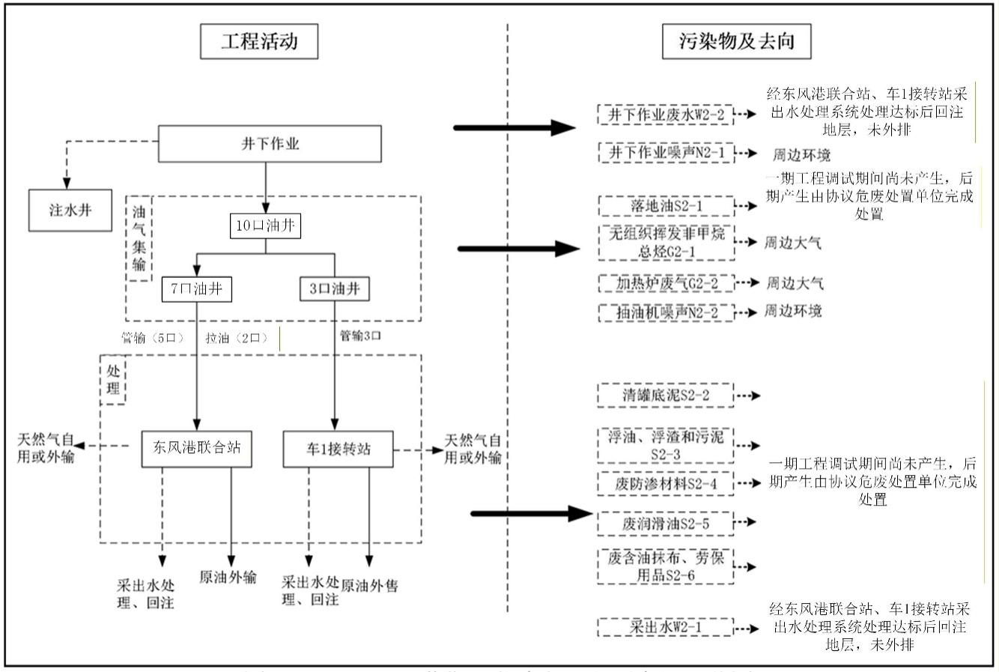 工程活动
污染物及去向
井下作业
注水井
油
气
集
输
10口油井
7口油井
3口油井
管输（5口）
拉油（2口）
管输3口
处
理
天然气自
用或外输
东风港联合站
车1接转站
天然气自
用或外输
采出水处
理、回注
原油外输
采出水处
理、回注
原油外售
井下作业废水W2-2
经东风港联合站、车1接转站采
出水处理系统处理达标后回注
地层，未外排
井下作业噪声N2-1
周边环境
落地油S2-1
一期工程调试期间尚未产生，后
期产生由协议危废处置单位完成
处置
无组织挥发非甲烷
总烃G2-1
周边大气
加热炉废气G2-2
周边大气
抽油机噪声N2-2
周边环境
清罐底泥S2-2
浮油、浮渣和污泥
S2-3
废防渗材料S2-4
废润滑油S2-5
废含油抹布、劳保
用品S2-6
一期工程调试期间尚未产生，后
期产生由协议危废处置单位完成
处置
采出水W2-1
经东风港联合站、车1接转站采
出水处理系统处理达标后回注
地层，未外排